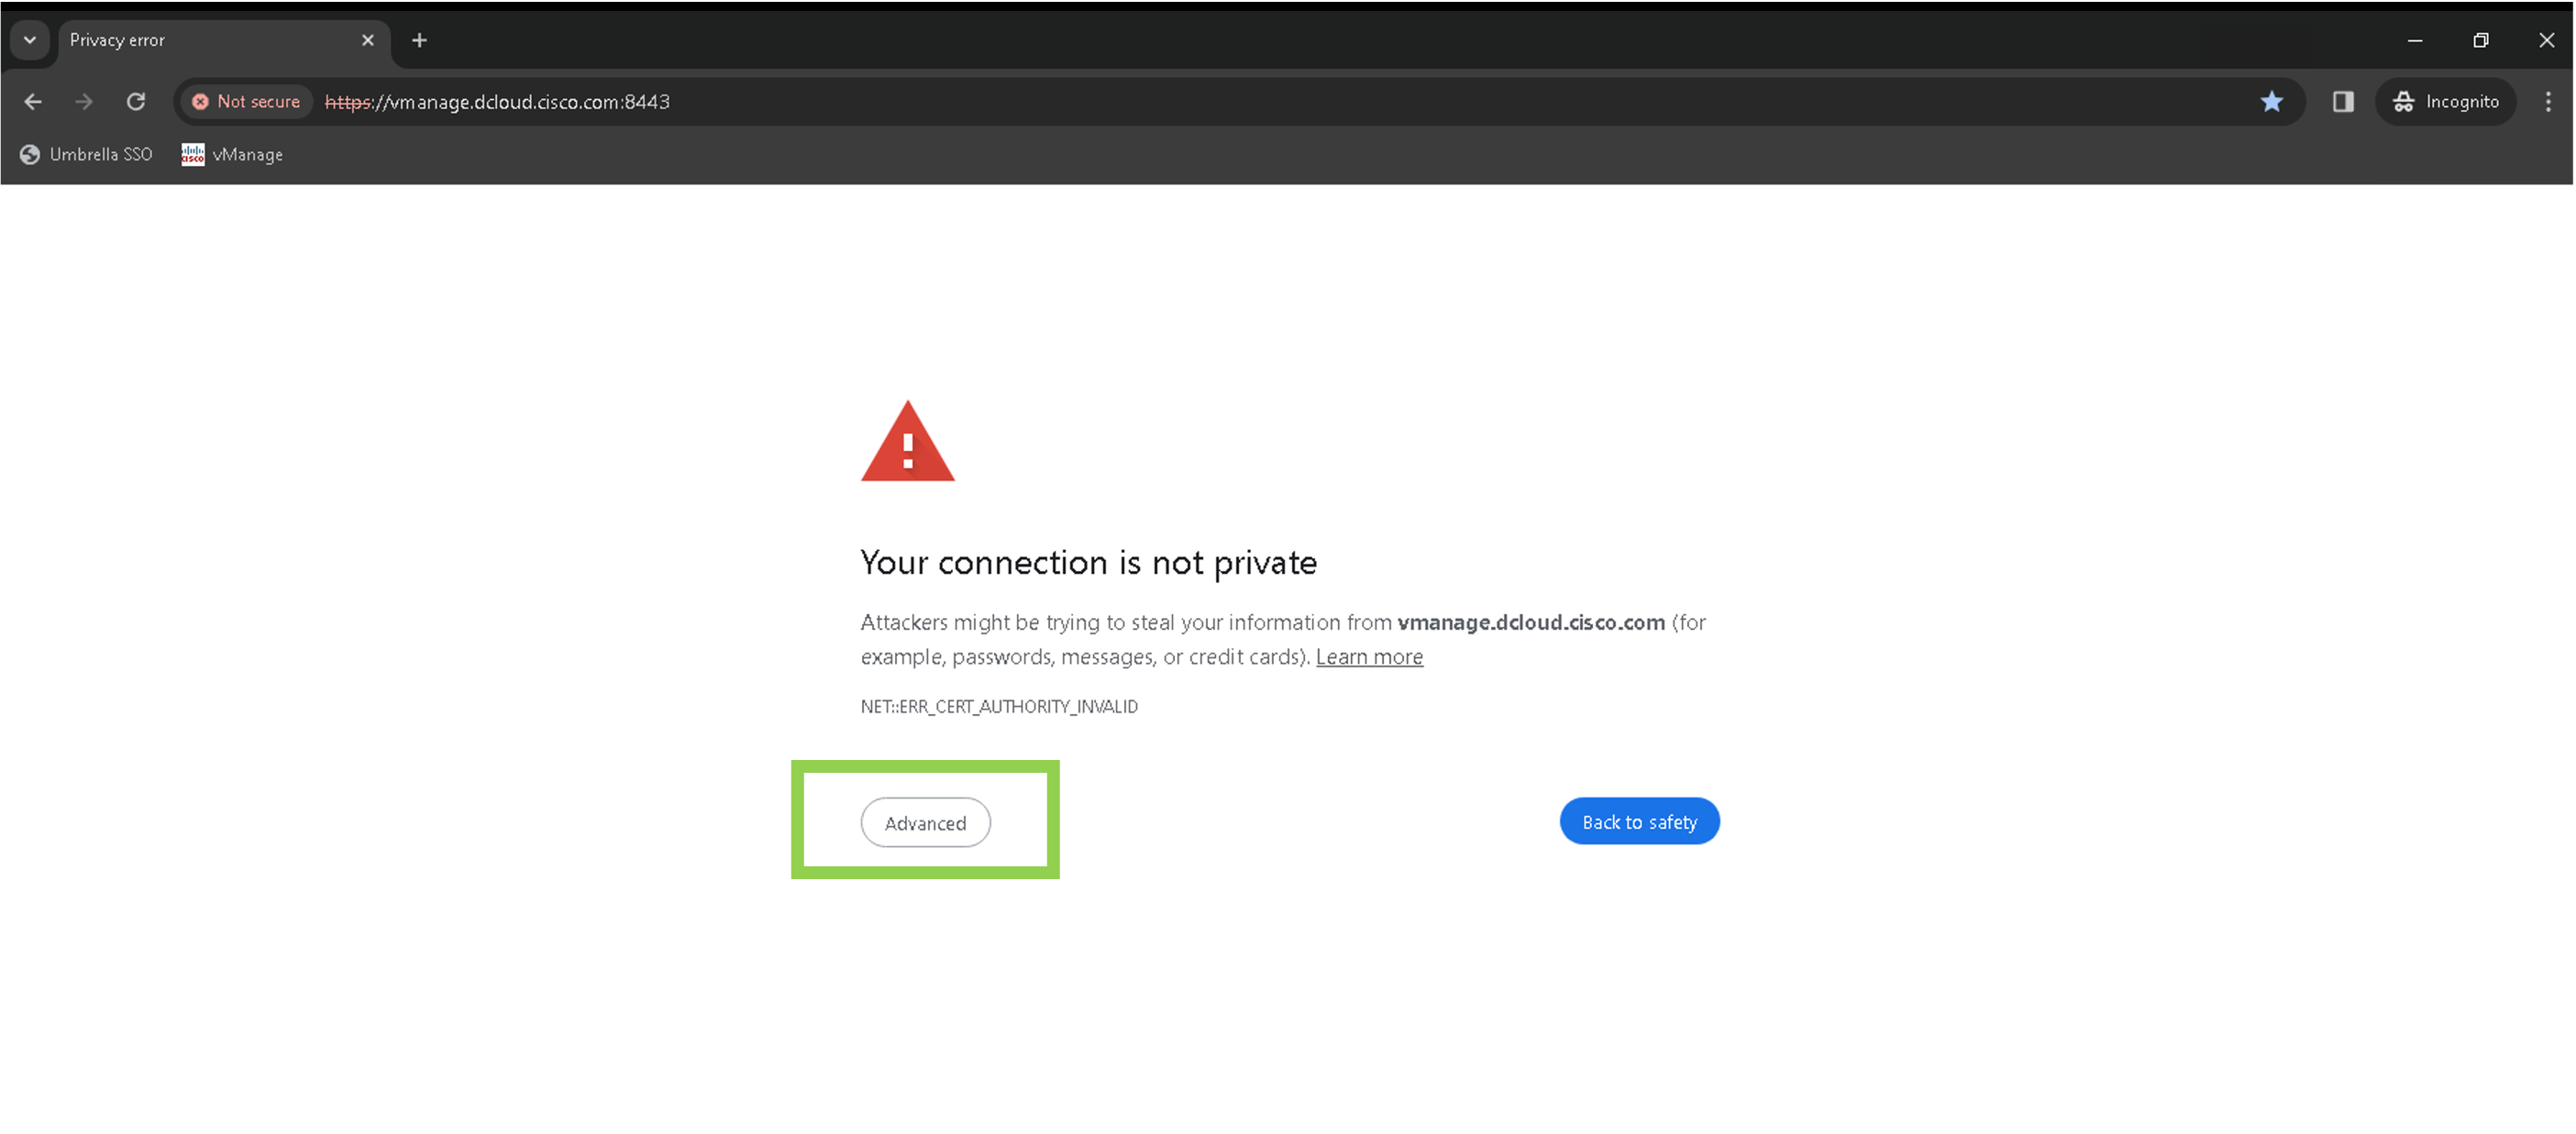 Privacy error
Not secure https://vmanage.dcloud.cisco.com:8443 Incognito
Umbrella SSO cisco vManage
Your connection is not private
Attackers might be trying to steal your information from vmanage.dcloud.cisco.com (for
example, passwords, messages, or credit cards). Learn more
NET::ERR_CERT_AUTHORITY_INVALID
Advanced Back to safety